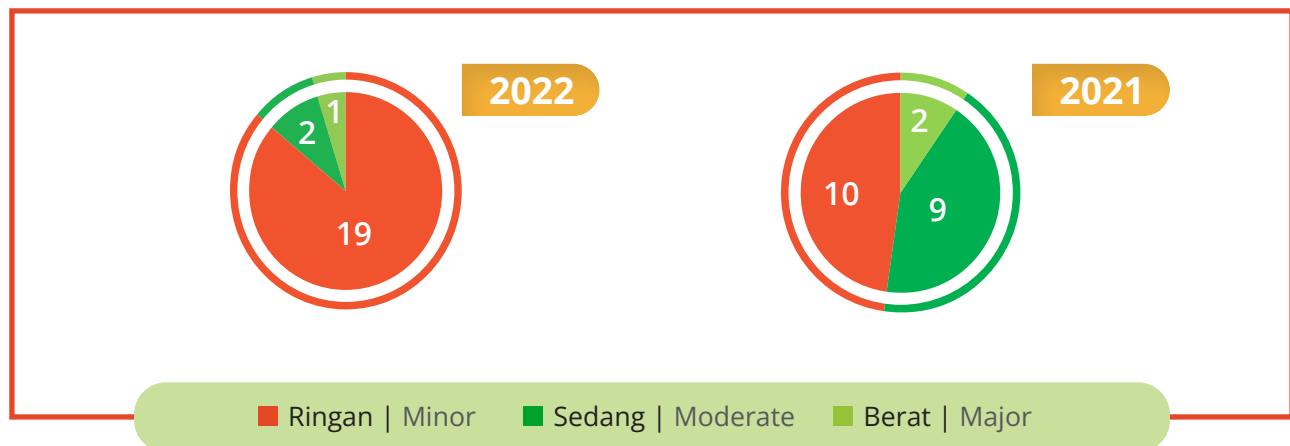 2022
1
2
19
2021
2
10
9
Ringan | Minor
Sedang | Moderate
Berat | Major